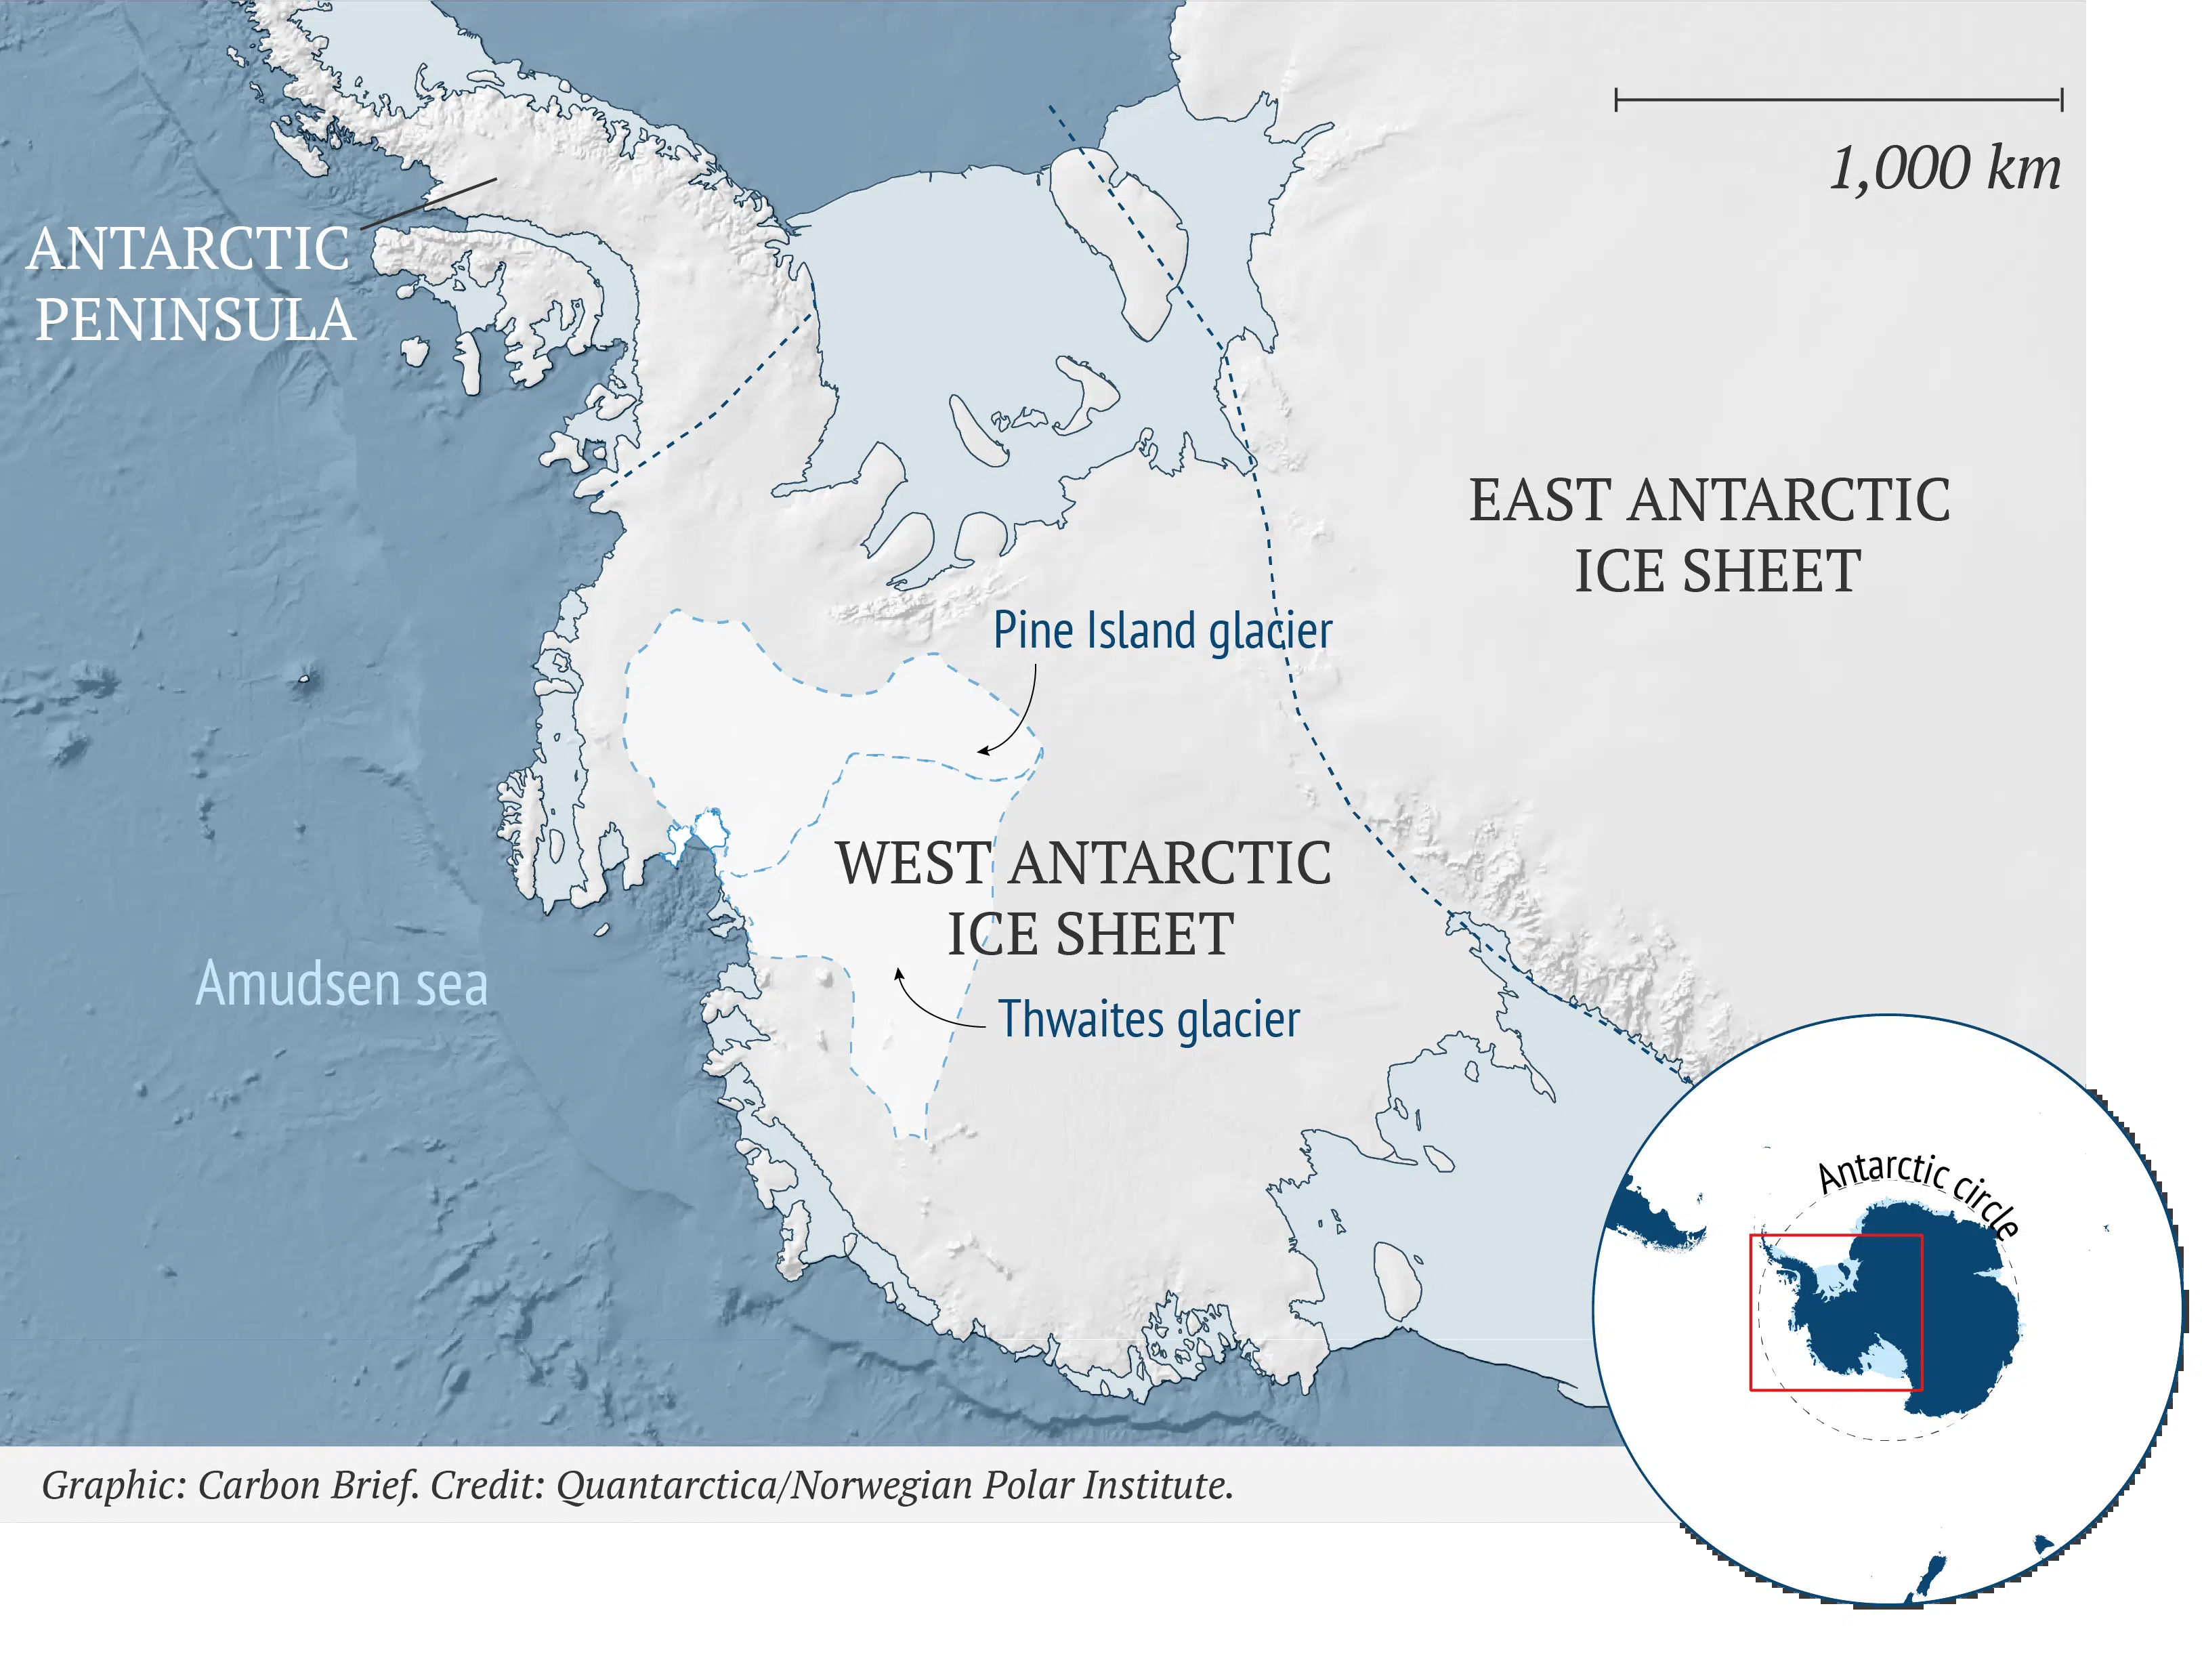 1,000 km
ANTARCTIC
PENINSULA
EAST ANTARCTIC
ICE SHEET
Pine Island glacier
WEST ANTARCTIC
ICE SHEET
Amudsen sea
Thwaites glacier
Antarctic circle
Graphic: Carbon Brief. Credit: Quantarctica/Norwegian Polar Institute.